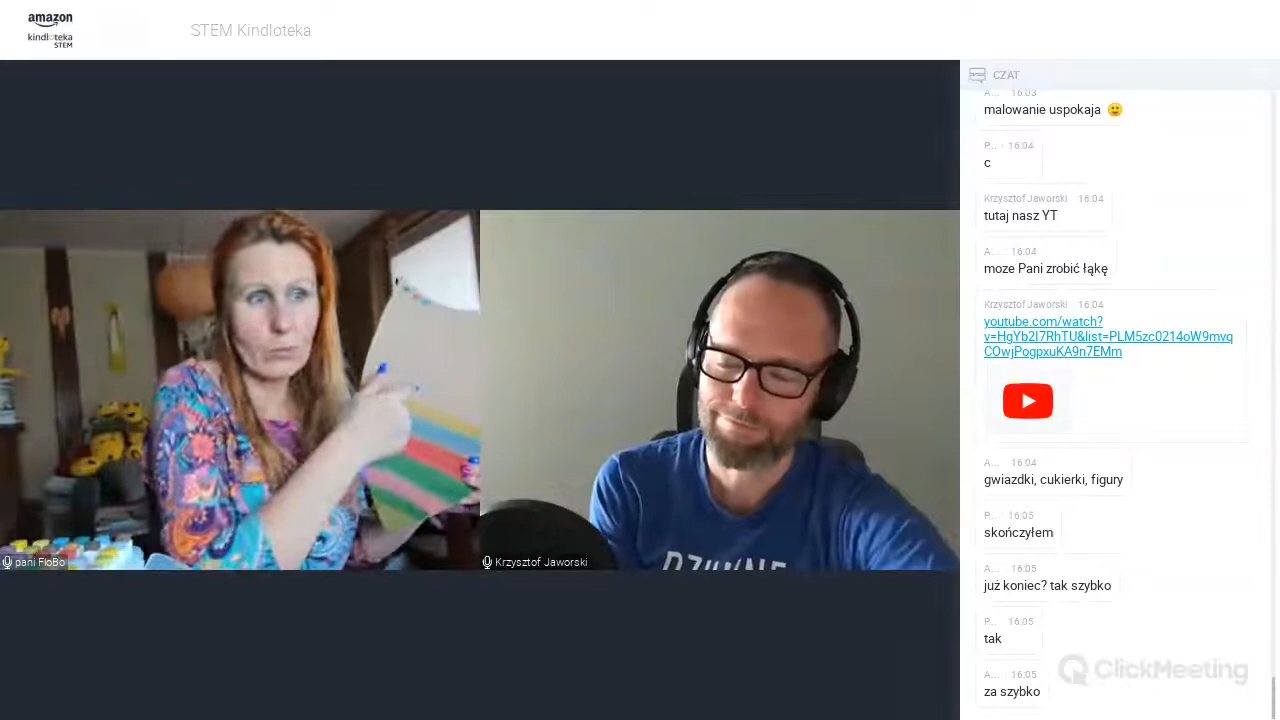 amazon
kindloteka
STEM
STEM Kindloteka
CZAT
A... 16:03
malowanie uspokaja
P... 16:04
c
Krzysztof Jaworski 16:04
tutaj nasz YT
A... 16:04
moze Pani zrobić łąkę
Krzysztof Jaworski 16:04
youtube.com/watch?
v=HgYb2I7RhTU&list=PLM5zc0214oW9mvq
COwjPogpxuKA9n7EMm
A... 16:04
gwiazdki, cukierki, figury
P... 16:05
skończyłem
A... 16:05
już koniec? tak szybko
P... 16:05
tak
A... 16:05
za szybko
ClickMeeting
pani FloBo
Krzysztof Jaworski